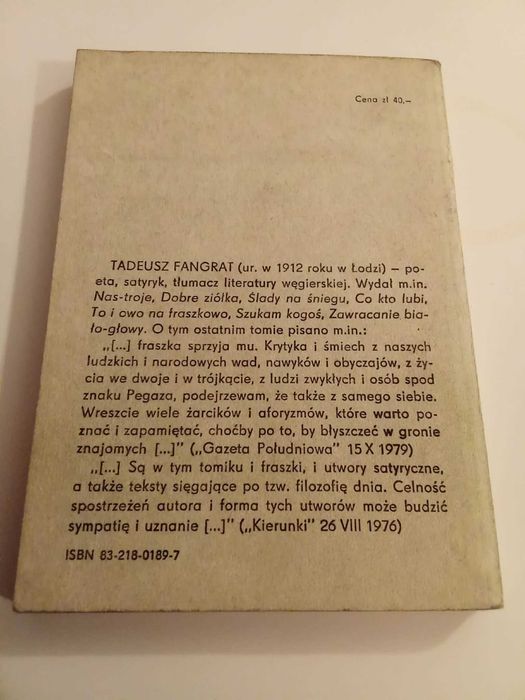 Cena zł 40.–
TADEUSZ FANGRAT (ur. w 1912 roku w Łodzi) – po-
eta, satyryk, tłumacz literatury węgierskiej. Wydał m.in.
Nas-troje, Dobre ziółka, Ślady na śniegu, Co kto lubi,
To i owo na fraszkowo, Szukam kogoś, Zawracanie bia-
ło-głowy. O tym ostatnim tomie pisano m.in.:
„[...] fraszka sprzyja mu. Krytyka i śmiech z naszych
ludzkich i narodowych wad, nawyków i obyczajów, z ży-
cia we dwoje i w trójkącie, z ludzi zwykłych i osób spod
znaku Pegaza, podejrzewam, że także z samego siebie.
Wreszcie wiele żarcików i aforyzmów, które warto po-
znać i zapamiętać, choćby po to, by błyszczeć w gronie
znajomych [...]" („Gazeta Południowa" 15 X 1979)
„[...] Są w tym tomiku i fraszki, i utwory satyryczne,
a także teksty sięgające po tzw. filozofię dnia. Celność
spostrzeżeń autora i forma tych utworów może budzić
sympatię i uznanie [...]" („Kierunki" 26 VIII 1976)
ISBN 83-218-0189-7